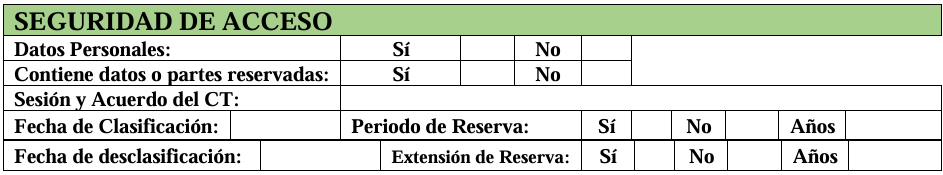 SEGURIDAD DE ACCESO
Datos Personales: Sí No
Contiene datos o partes reservadas: Sí No
Sesión y Acuerdo del CT:
Fecha de Clasificación: Periodo de Reserva: Sí No Años
Fecha de desclasificación: Extensión de Reserva: Sí No Años